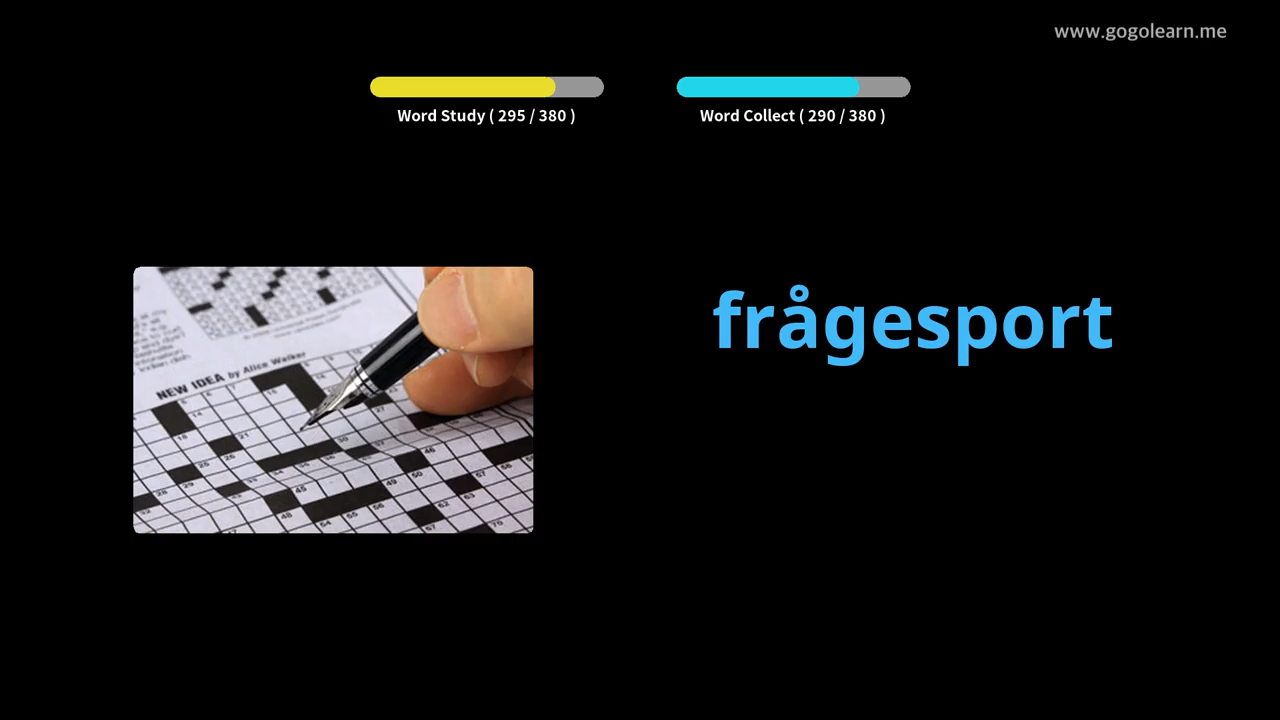 www.gogolearn.me
Word Study ( 295 / 380 )
Word Collect ( 290 / 380 )
frågesport
NEW IDEA by Alice Walker